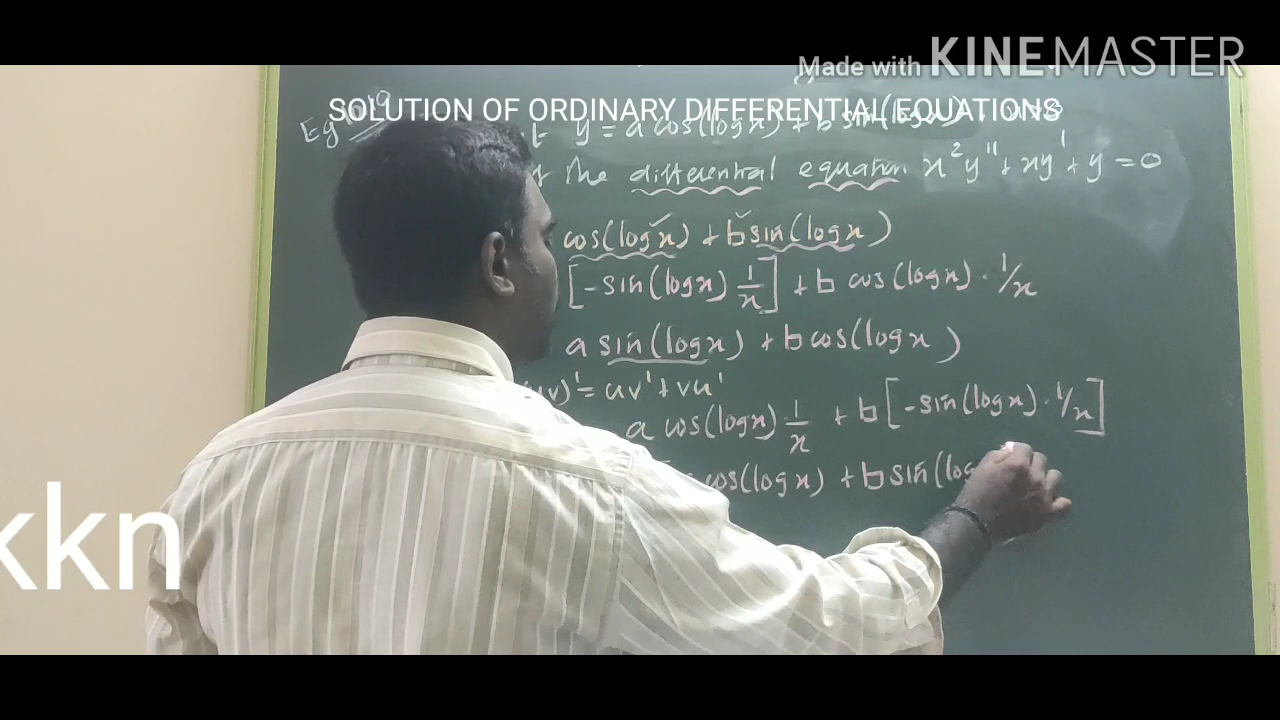 Made with KINEMASTER
SOLUTION OF ORDINARY DIFFERENTIAL EQUATIONS
Eg 10.19 y = a cos(log x) + b sin(log x),
the differential equation x²y'' + xy' + y = 0
cos(log x) + b sin(log x)
[-sin(log x) 1/x] + b cos(log x) · 1/x
a sin(log x) + b cos(log x)
uv)' = uv' + vu'
a cos(log x) 1/x + b[-sin(log x) · 1/x]
cos(log x) + b sin(log
kkn